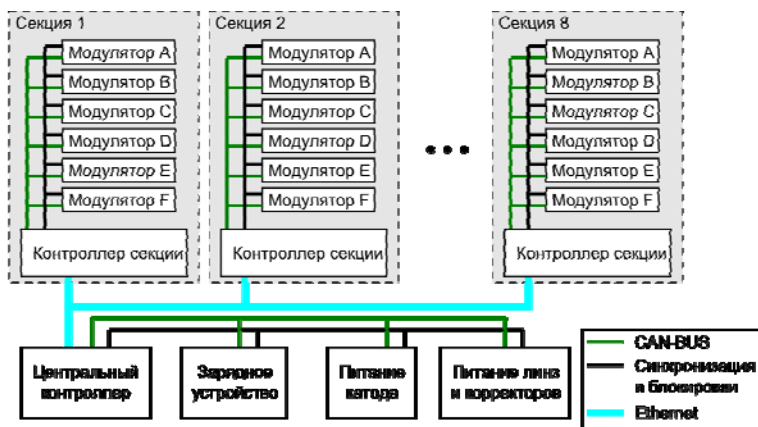 Секция 1
Модулятор A
Модулятор B
Модулятор C
Модулятор D
Модулятор E
Модулятор F
Контроллер секции
Секция 2
Модулятор A
Модулятор B
Модулятор C
Модулятор D
Модулятор E
Модулятор F
Контроллер секции
Секция 8
Модулятор A
Модулятор B
Модулятор C
Модулятор D
Модулятор E
Модулятор F
Контроллер секции
Центральный
контроллер
Зарядное
устройство
Питание
катода
Питание линз
и корректоров
CAN-BUS
Синхронизация
и блокировки
Ethernet